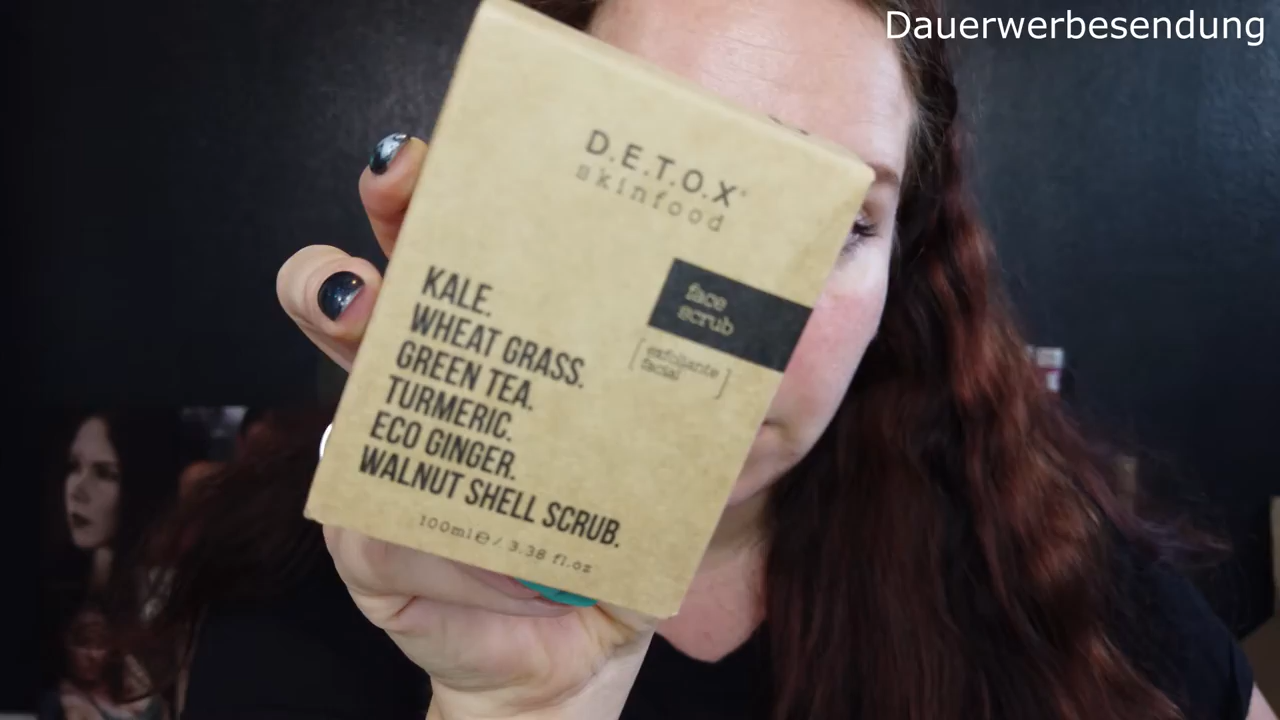 Dauerwerbesendung
D.E.T.O.X®
skinfood
face
scrub
[exfoliante
facial]
KALE.
WHEAT GRASS.
GREEN TEA.
TURMERIC.
ECO GINGER.
WALNUT SHELL SCRUB.
100ml℮/ 3.38 fl.oz